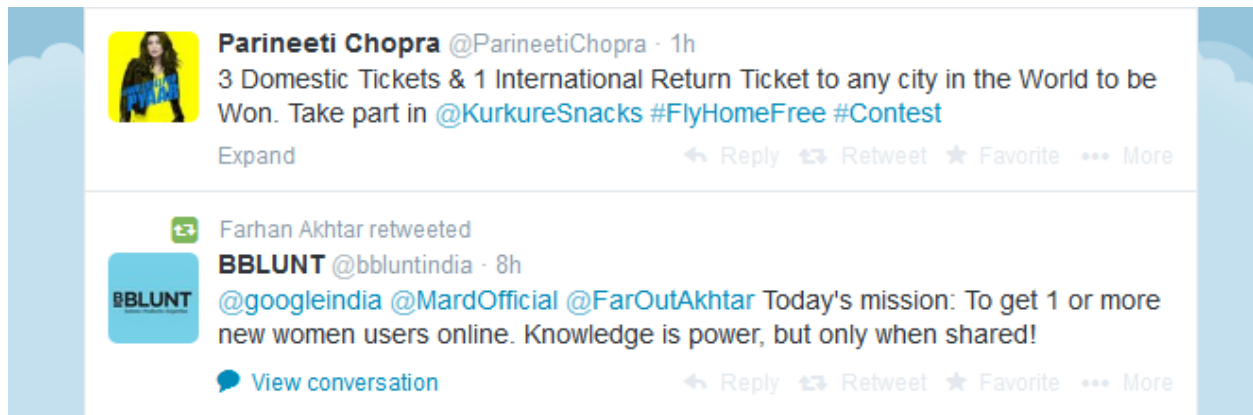 Parineeti Chopra @ParineetiChopra · 1h
3 Domestic Tickets & 1 International Return Ticket to any city in the World to be
Won. Take part in @KurkureSnacks #FlyHomeFree #Contest
Expand Reply Retweet Favorite More
Farhan Akhtar retweeted
BBLUNT @bbluntindia · 8h
BBLUNT
@googleindia @MardOfficial @FarOutAkhtar Today's mission: To get 1 or more
new women users online. Knowledge is power, but only when shared!
View conversation Reply Retweet Favorite More